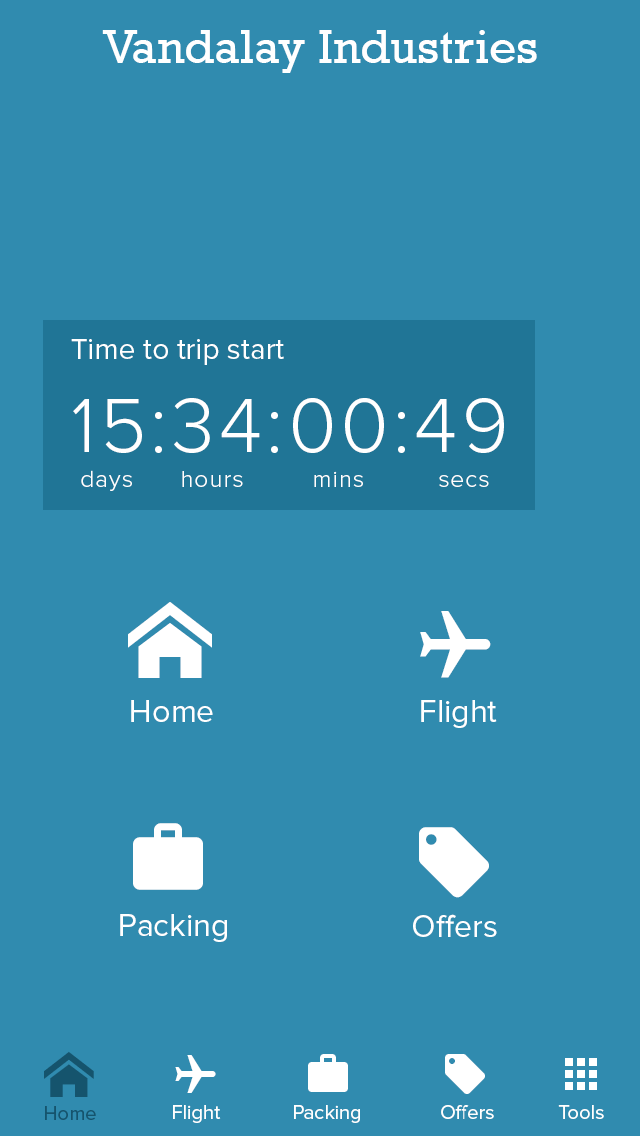 Vandalay Industries
Time to trip start
15:34:00:49
days hours mins secs
Home Flight
Packing Offers
Home Flight Packing Offers Tools